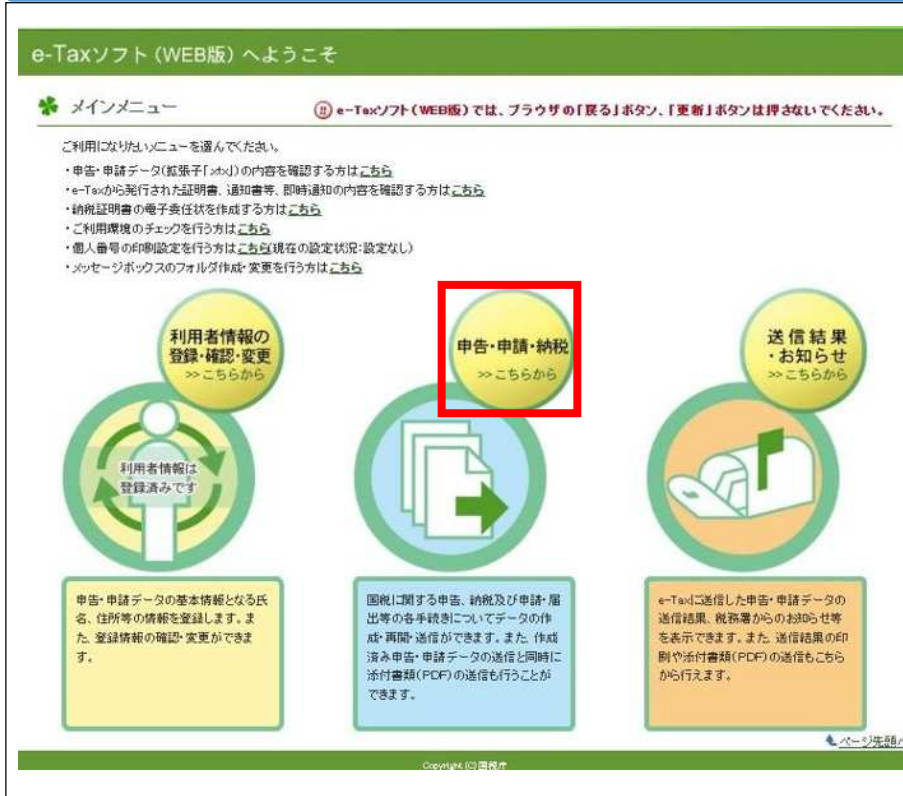 e-Taxソフト(WEB版)へようこそ
メインメニュー
!! e-Taxソフト(WEB版)では、ブラウザの「戻る」ボタン、「更新」ボタンは押さないでください。
ご利用になりたいメニューを選んでください。
・申告・申請データ(拡張子「.xtx」)の内容を確認する方はこちら
・e-Taxから発行された証明書、通知書等、即時通知の内容を確認する方はこちら
・納税証明書の電子委任状を作成する方はこちら
・ご利用環境のチェックを行う方はこちら
・個人番号の印刷設定を行う方はこちら(現在の設定状況:設定なし)
・メッセージボックスのフォルダ作成・変更を行う方はこちら
利用者情報の
登録・確認・変更
>>こちらから
利用者情報は
登録済みです
申告・申請データの基本情報となる氏
名、住所等の情報を登録します。ま
た、登録情報の確認・変更ができま
す。
申告・申請・納税
>>こちらから
国税に関する申告、納税及び申請・届
出等の各手続きについてデータの作
成・再開・送信ができます。また、作成
済み申告・申請データの送信と同時に
添付書類(PDF)の送信も行うことが
できます。
送信結果
・お知らせ
>>こちらから
e-Taxに送信した申告・申請データの
送信結果、税務署からのお知らせ等
を表示できます。また、送信結果の印
刷や添付書類(PDF)の送信もこちら
から行えます。
ページ先頭へ
Copyright (C) 国税庁